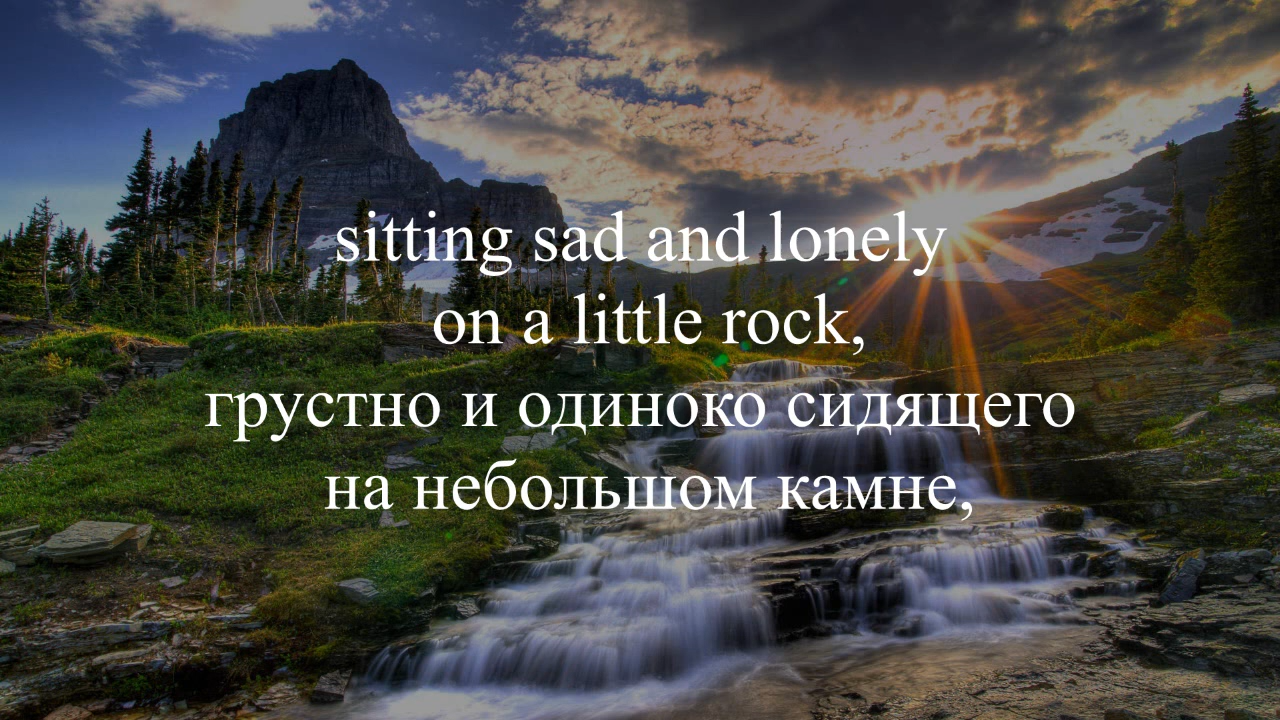 sitting sad and lonely
on a little rock,
грустно и одиноко сидящего
на небольшом камне,